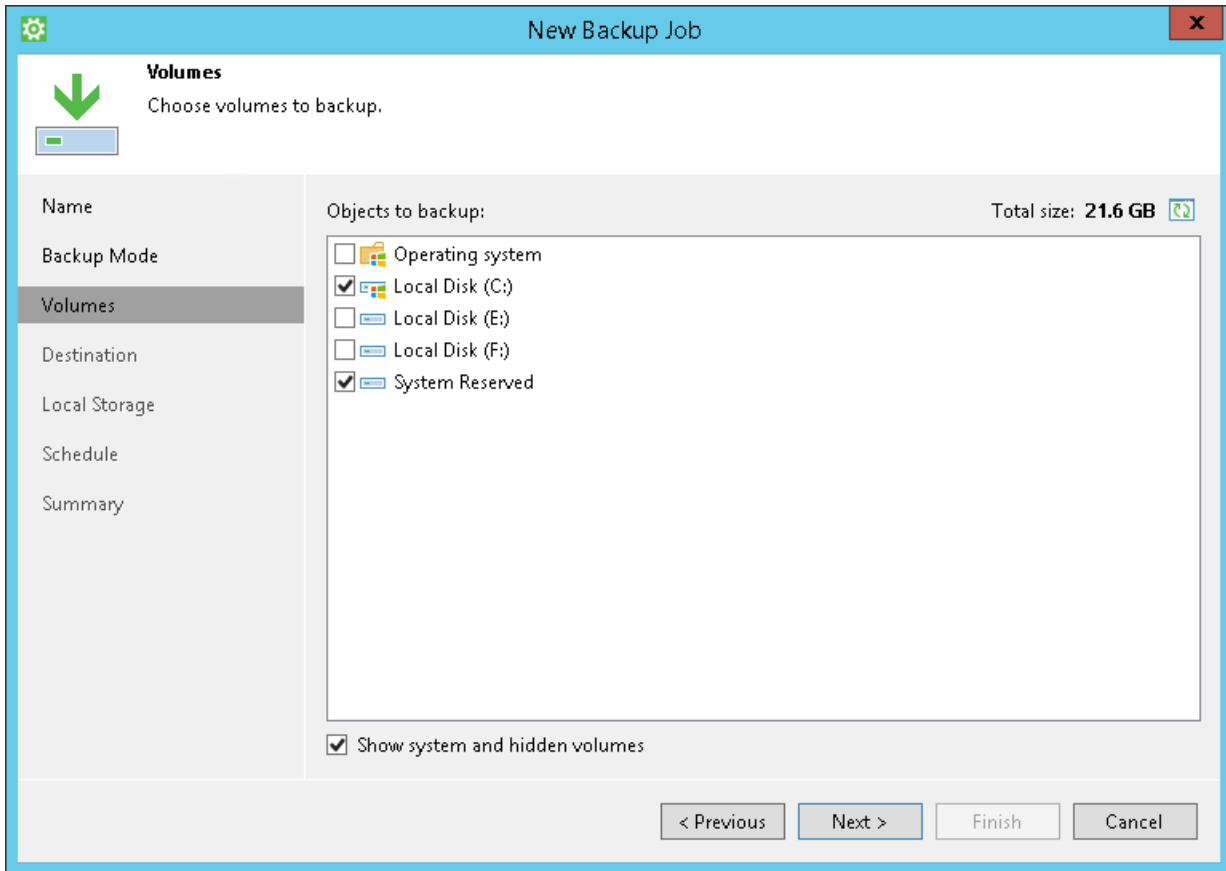 New Backup Job
x
Volumes
Choose volumes to backup.
Name
Backup Mode
Volumes
Destination
Local Storage
Schedule
Summary
Objects to backup:
Total size: 21.6 GB
Operating system
Local Disk (C:)
Local Disk (E:)
Local Disk (F:)
System Reserved
Show system and hidden volumes
< Previous
Next >
Finish
Cancel